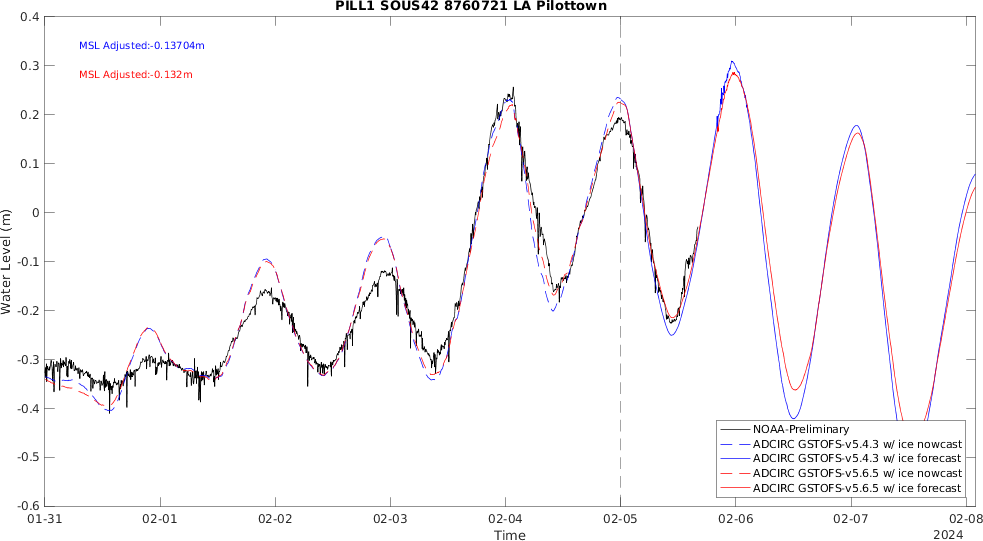 PILL1 SOUS42 8760721 LA Pilottown
MSL Adjusted:-0.13704m
MSL Adjusted:-0.132m
Water Level (m)
0.4
0.3
0.2
0.1
0
-0.1
-0.2
-0.3
-0.4
-0.5
-0.6
NOAA-Preliminary
ADCIRC GSTOFS-v5.4.3 w/ ice nowcast
ADCIRC GSTOFS-v5.4.3 w/ ice forecast
ADCIRC GSTOFS-v5.6.5 w/ ice nowcast
ADCIRC GSTOFS-v5.6.5 w/ ice forecast
01-31 02-01 02-02 02-03 02-04 02-05 02-06 02-07 02-08
Time
2024